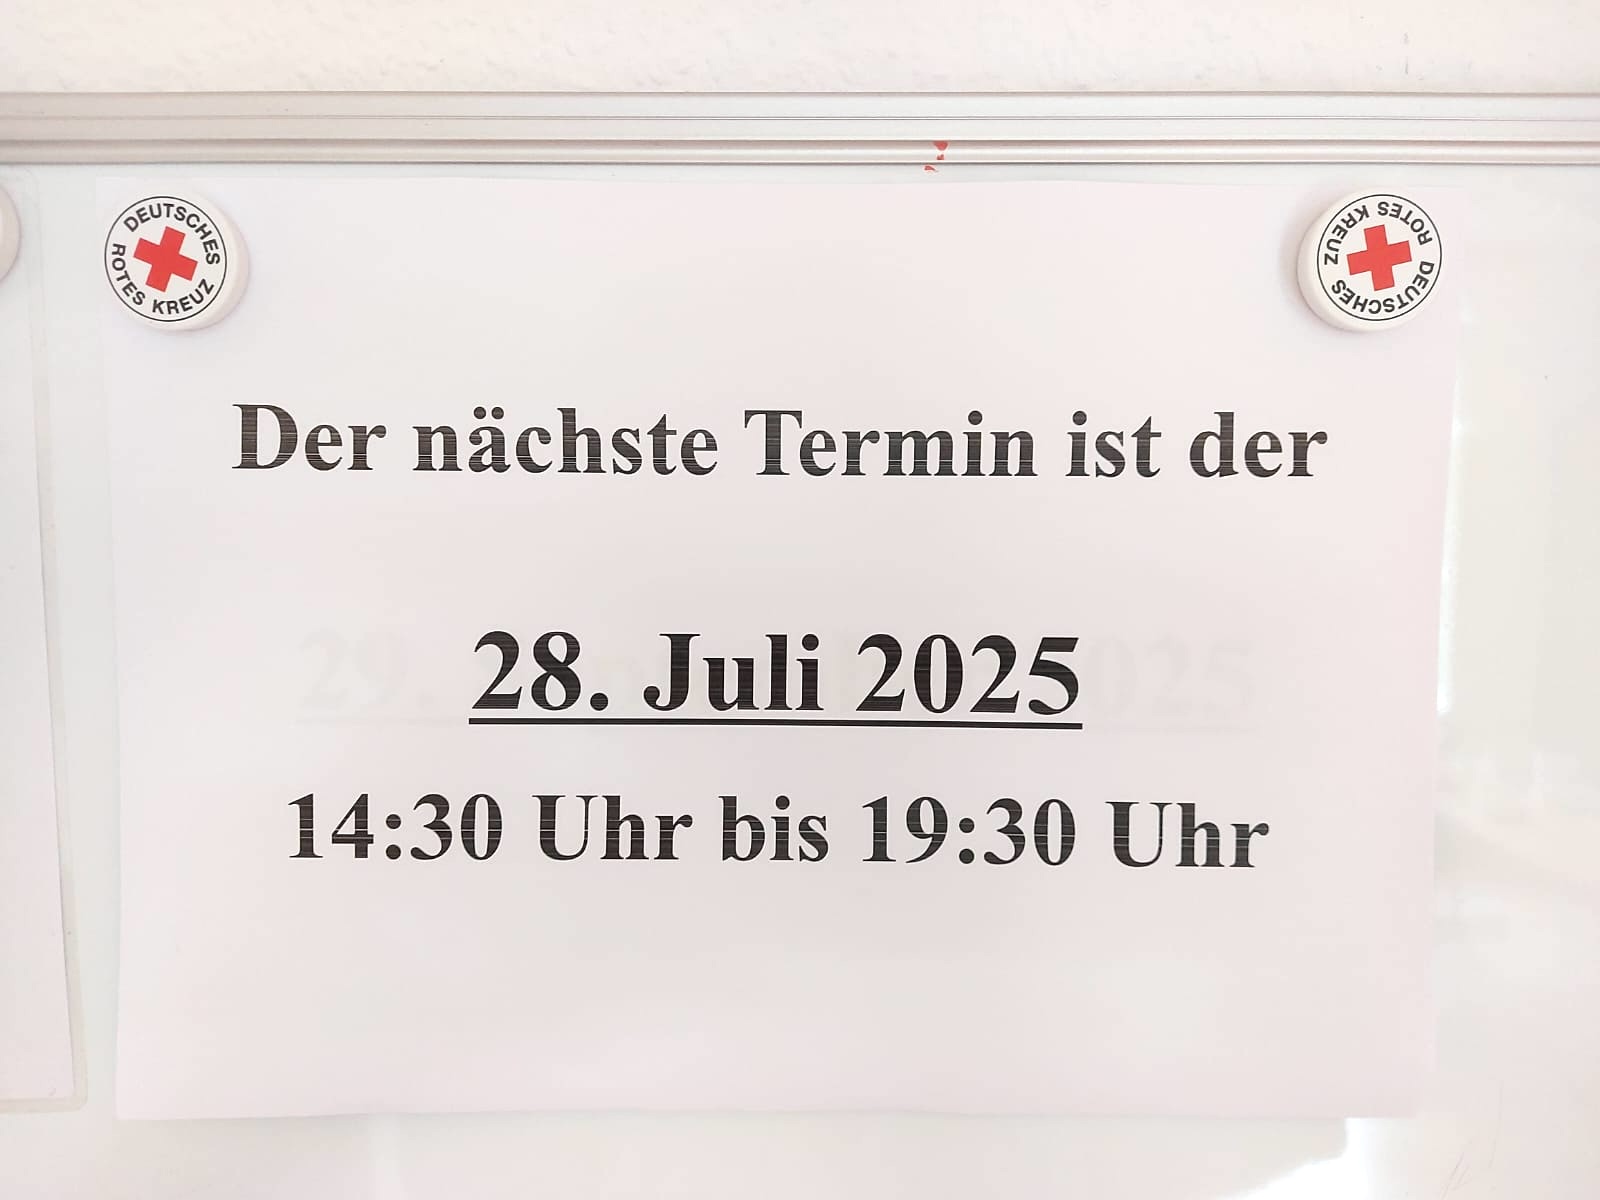 DEUTSCHES ROTES KREUZ
DEUTSCHES ROTES KREUZ
Der nächste Termin ist der
28. Juli 2025
14:30 Uhr bis 19:30 Uhr